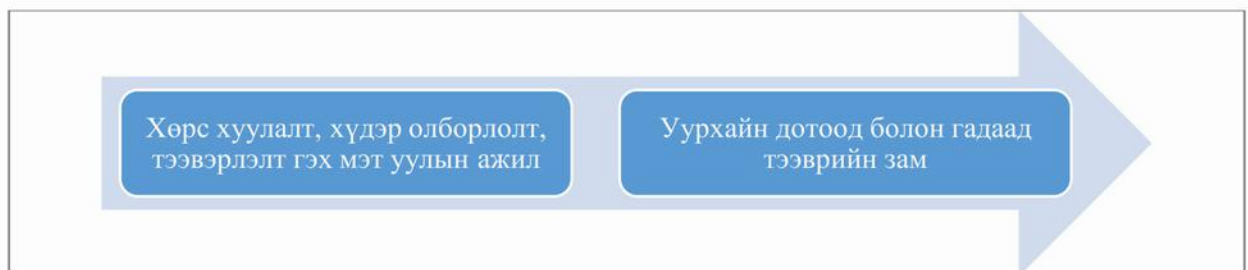 Хөрс хуулалт, хүдэр олборлолт,
тээвэрлэлт гэх мэт уулын ажил
Уурхайн дотоод болон гадаад
тээврийн зам